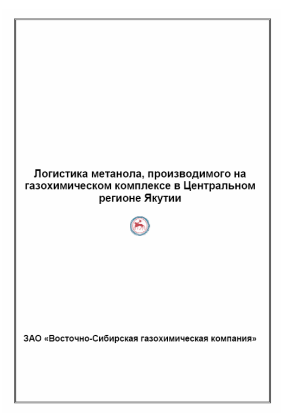 Логистика метанола, производимого на
газохимическом комплексе в Центральном
регионе Якутии
ЗАО «Восточно-Сибирская газохимическая компания»